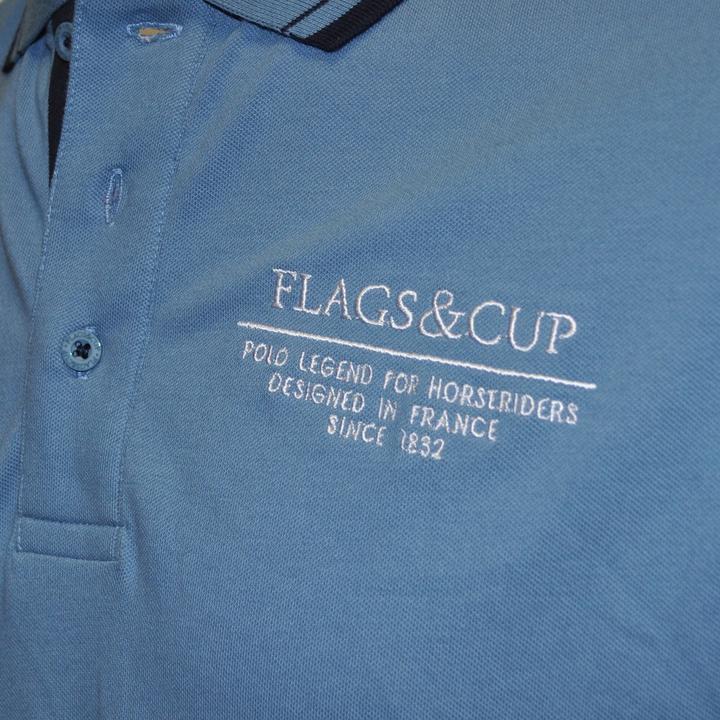 FLAGS&CUP
POLO LEGEND FOR HORSERIDERS
DESIGNED IN FRANCE
SINCE 1832